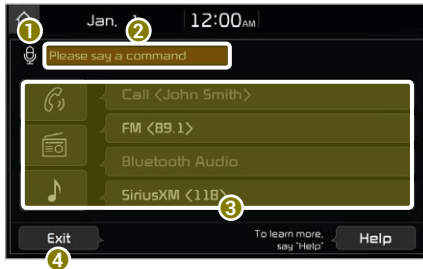 1
Jan.
2
12:00AM
Please say a command
Call <John Smith>
FM <89.1>
Bluetooth Audio
SiriusXM <118>
3
Exit
To learn more,
say "Help"
Help
4